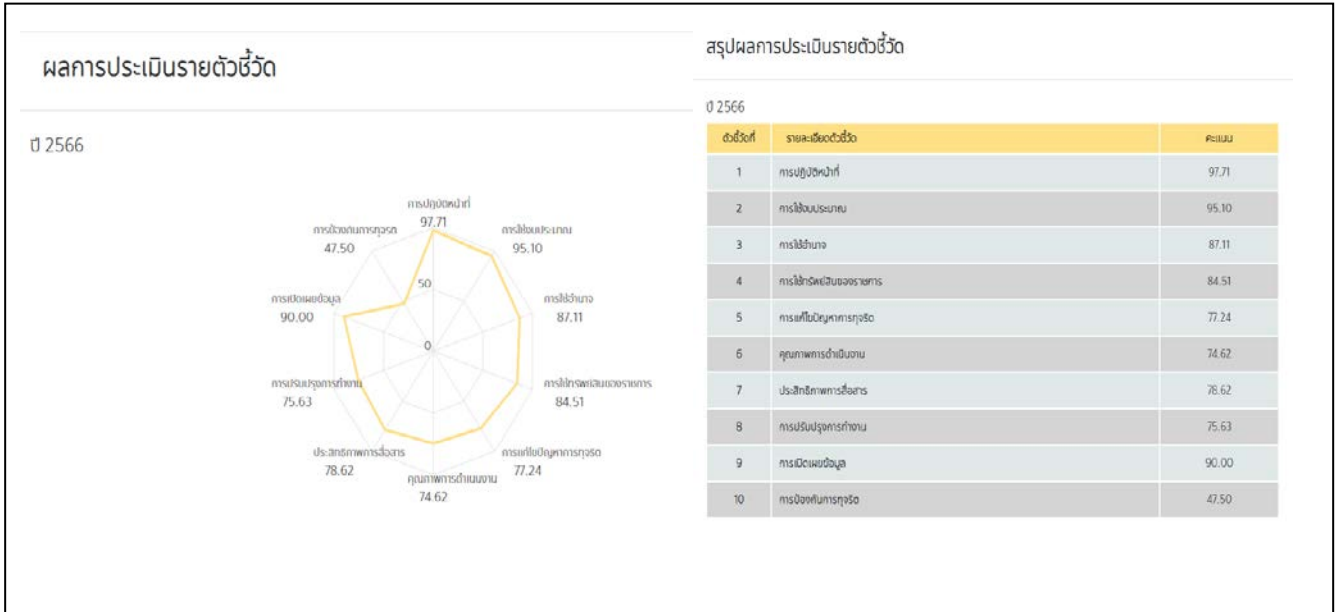 ผลการประเมินรายตัวชี้วัด
ปี 2566
การปฏิบัติหน้าที่
97.71
การป้องกันการทุจริต
47.50
การใช้งบประมาณ
95.10
50
การเปิดเผยข้อมูล
90.00
การใช้อำนาจ
87.11
0
การปรับปรุงการทำงาน
75.63
การใช้ทรัพย์สินของราชการ
84.51
ประสิทธิภาพการสื่อสาร
78.62
การแก้ไขปัญหาการทุจริต
77.24
คุณภาพการดำเนินงาน
74.62
สรุปผลการประเมินรายตัวชี้วัด
ปี 2566
ตัวชี้วัดที่ รายละเอียดตัวชี้วัด คะแนน
1 การปฏิบัติหน้าที่ 97.71
2 การใช้งบประมาณ 95.10
3 การใช้อำนาจ 87.11
4 การใช้ทรัพย์สินของราชการ 84.51
5 การแก้ไขปัญหาการทุจริต 77.24
6 คุณภาพการดำเนินงาน 74.62
7 ประสิทธิภาพการสื่อสาร 78.62
8 การปรับปรุงการทำงาน 75.63
9 การเปิดเผยข้อมูล 90.00
10 การป้องกันการทุจริต 47.50